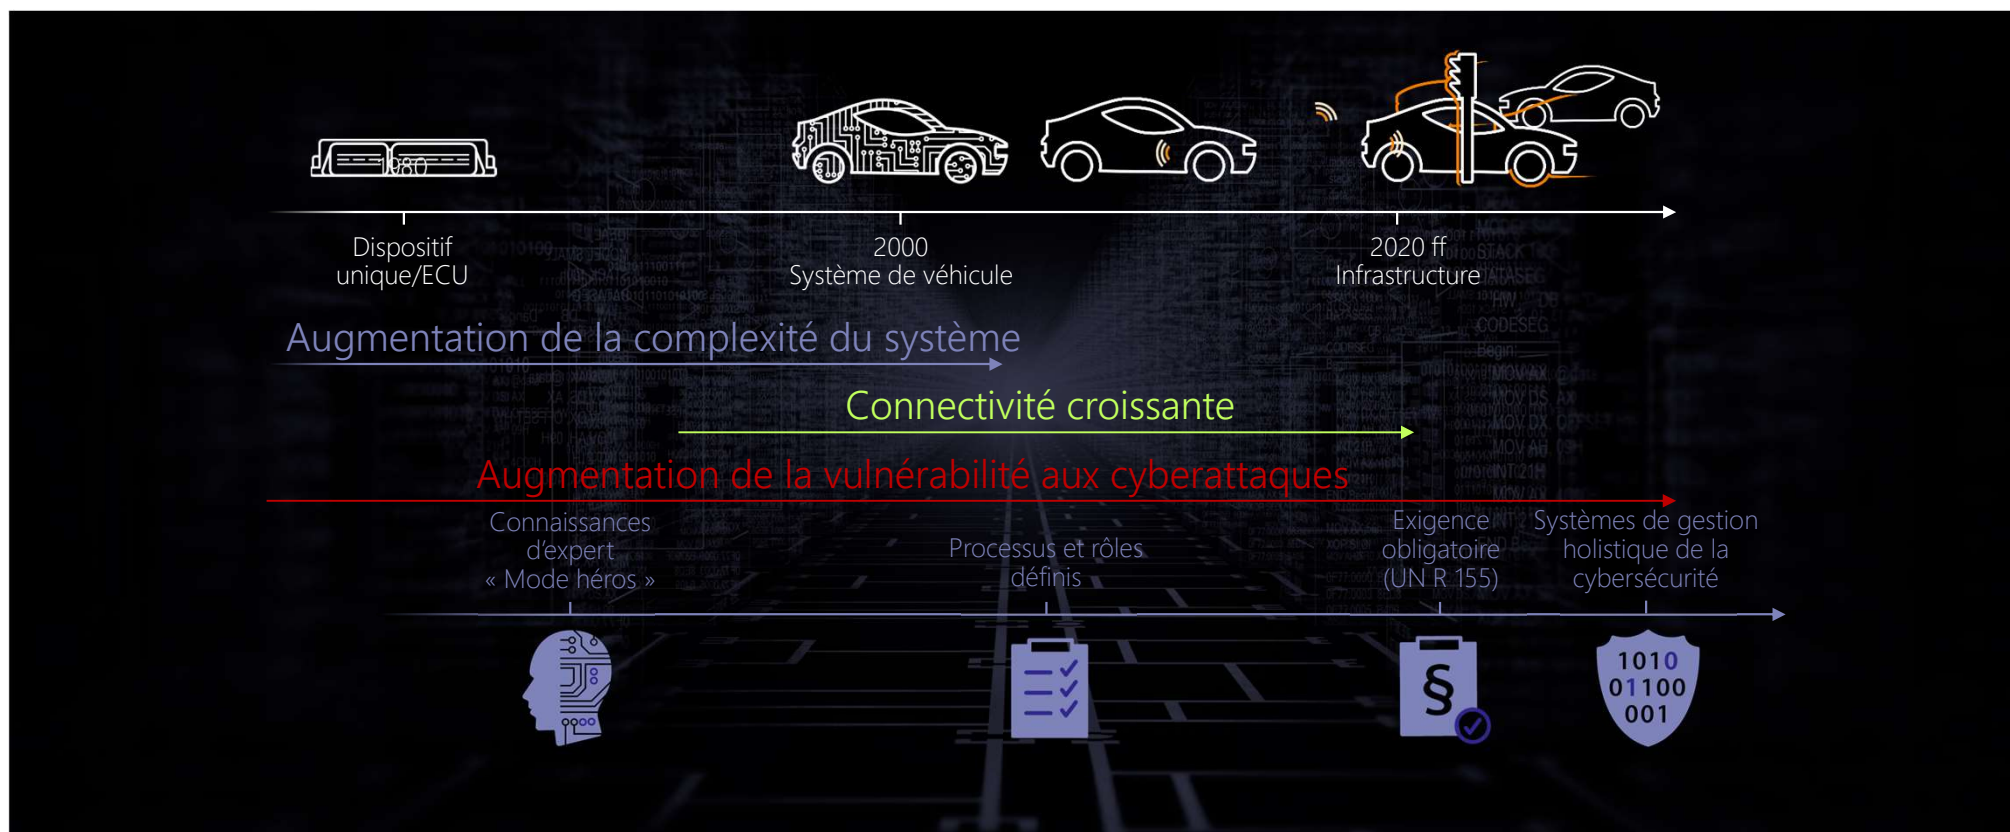 1980
Dispositif
unique/ECU
2000
Système de véhicule
2020 ff
Infrastructure
Augmentation de la complexité du système
Connectivité croissante
Augmentation de la vulnérabilité aux cyberattaques
Connaissances
d’expert
« Mode héros »
Processus et rôles
définis
Exigence
obligatoire
(UN R 155)
Systèmes de gestion
holistique de la
cybersécurité
§
1010
01100
001